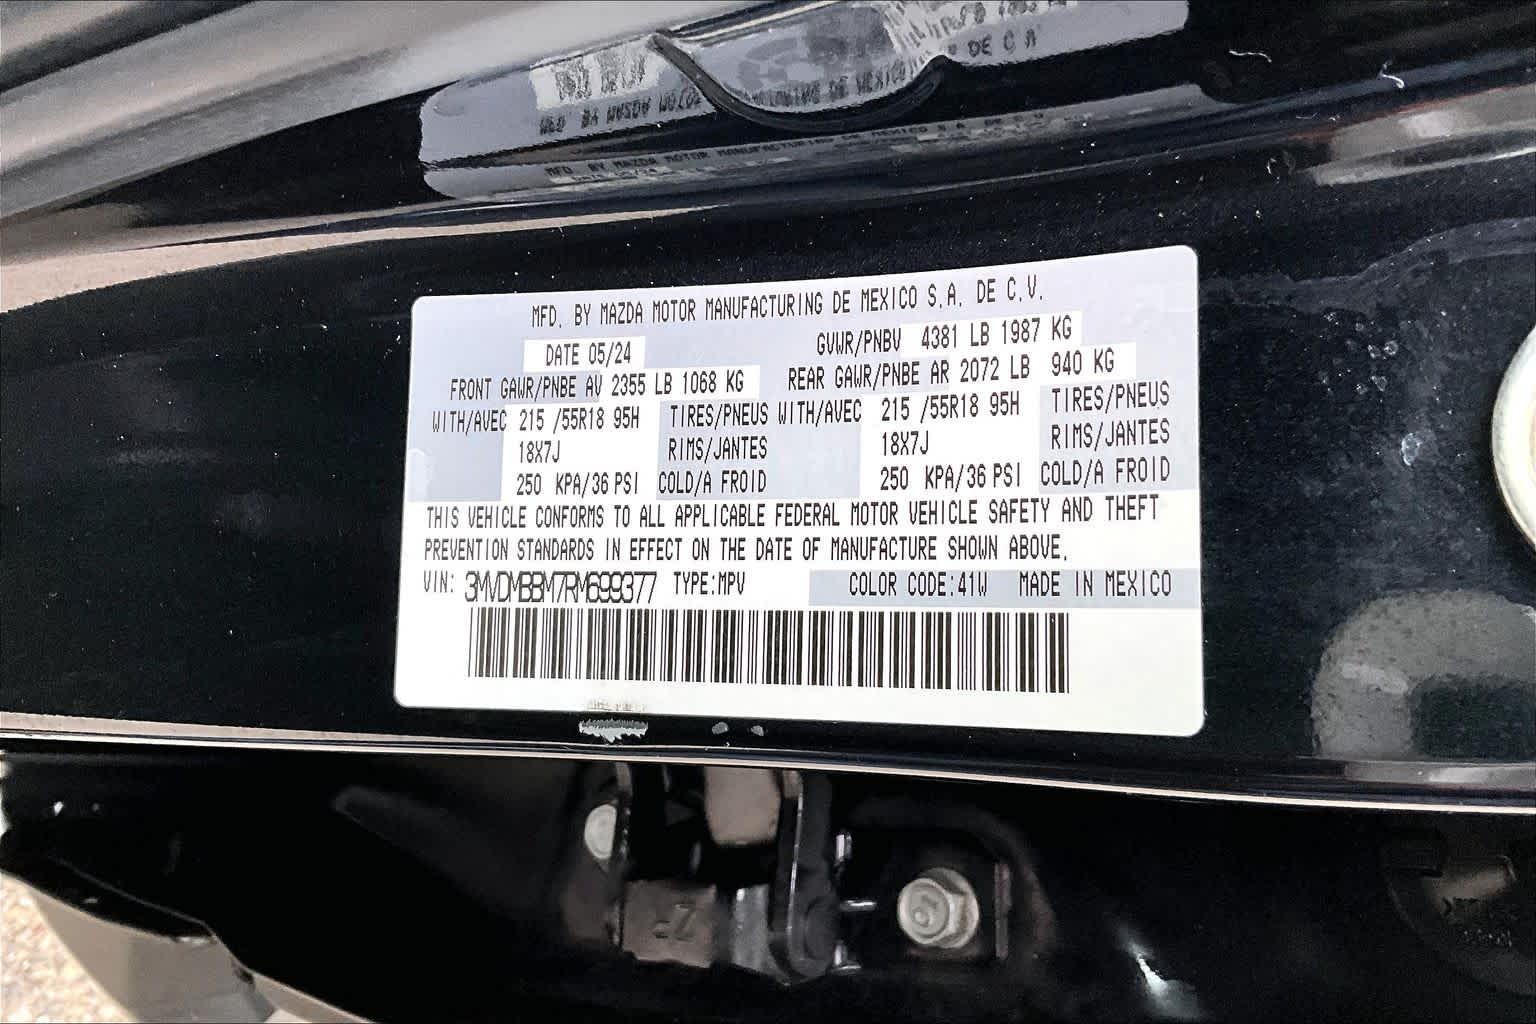 MFD. BY MAZDA MOTOR MANUFACTURING DE MEXICO S.A. DE C.V.
DATE 05/24 GVWR/PNBV 4381 LB 1987 KG
FRONT GAWR/PNBE AV 2355 LB 1068 KG REAR GAWR/PNBE AR 2072 LB 940 KG
WITH/AVEC 215 /55R18 95H TIRES/PNEUS WITH/AVEC 215 /55R18 95H TIRES/PNEUS
18X7J RIMS/JANTES 18X7J RIMS/JANTES
250 KPA/36 PSI COLD/A FROID 250 KPA/36 PSI COLD/A FROID
THIS VEHICLE CONFORMS TO ALL APPLICABLE FEDERAL MOTOR VEHICLE SAFETY AND THEFT
PREVENTION STANDARDS IN EFFECT ON THE DATE OF MANUFACTURE SHOWN ABOVE.
VIN: 3MVDMBBM7RM699377 TYPE:MPV COLOR CODE:41W MADE IN MEXICO